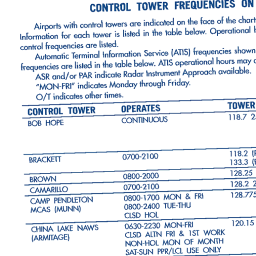 CONTROL TOWER FREQUENCIES ON
Airports with control towers are indicated on the face of the chart
Information for each tower is listed in the table below. Operational
control frequencies are listed.
Automatic Terminal Information Service (ATIS) frequencies shown
frequencies are listed in the table below. ATIS operational hours may
ASR and/or PAR indicate Radar Instrument Approach available.
"MON-FRI" indicates Monday through Friday.
O/T indicates other times.
CONTROL TOWER OPERATES TOWER
BOB HOPE CONTINUOUS 118.7 2
BRACKETT 0700-2100 118.2
133.3
BROWN 0800-2000 128.25
CAMARILLO 0700-2100 128.2 2
CAMP PENDLETON 0800-1700 MON & FRI 128.775
MCAS (MUNN) 0800-2400 TUE-THU
CLSD HOL
CHINA LAKE NAWS 0630-2230 MON-FRI 120.15
(ARMITAGE) CLSD ALTN FRI & 1ST WORK
NON-HOL MON OF MONTH
SAT-SUN PPR/LCL USE ONLY